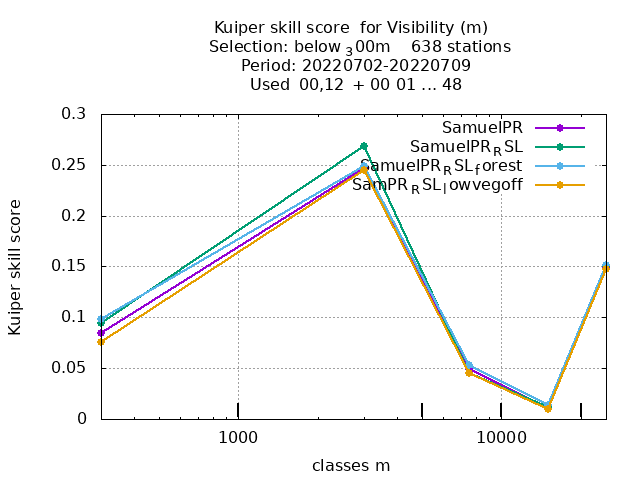 Kuiper skill score  for Visibility (m)
Selection: below₃00m    638 stations
Period: 20220702-20220709
Used  00,12  + 00 01 ... 48
0.3
0.25
0.2
0.15
0.1
0.05
0
Kuiper skill score
SamuelPR
SamuelPR_RSL
SamuelPR_RSL_forest
SamPR_RSL_lowvegoff
1000
10000
classes m